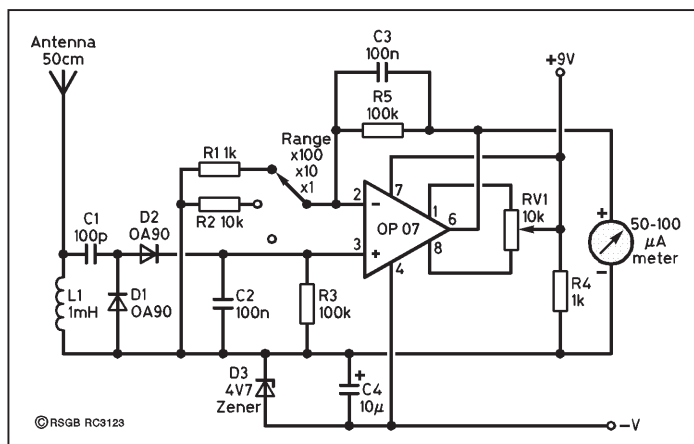 Antenna
50cm
C3
100n
R5
100k
+9V
R1 1k
Range
x100
x10
x1
R2 10k
C1
100p
D2
OA90
2
-
7
OP 07
1
6
8
RV1
10k
+
50-100
µA
meter
-
3
+
4
L1
1mH
D1
OA90
C2
100n
R3
100k
R4
1k
D3
4V7
Zener
+
C4
10µ
-V
©RSGB RC3123